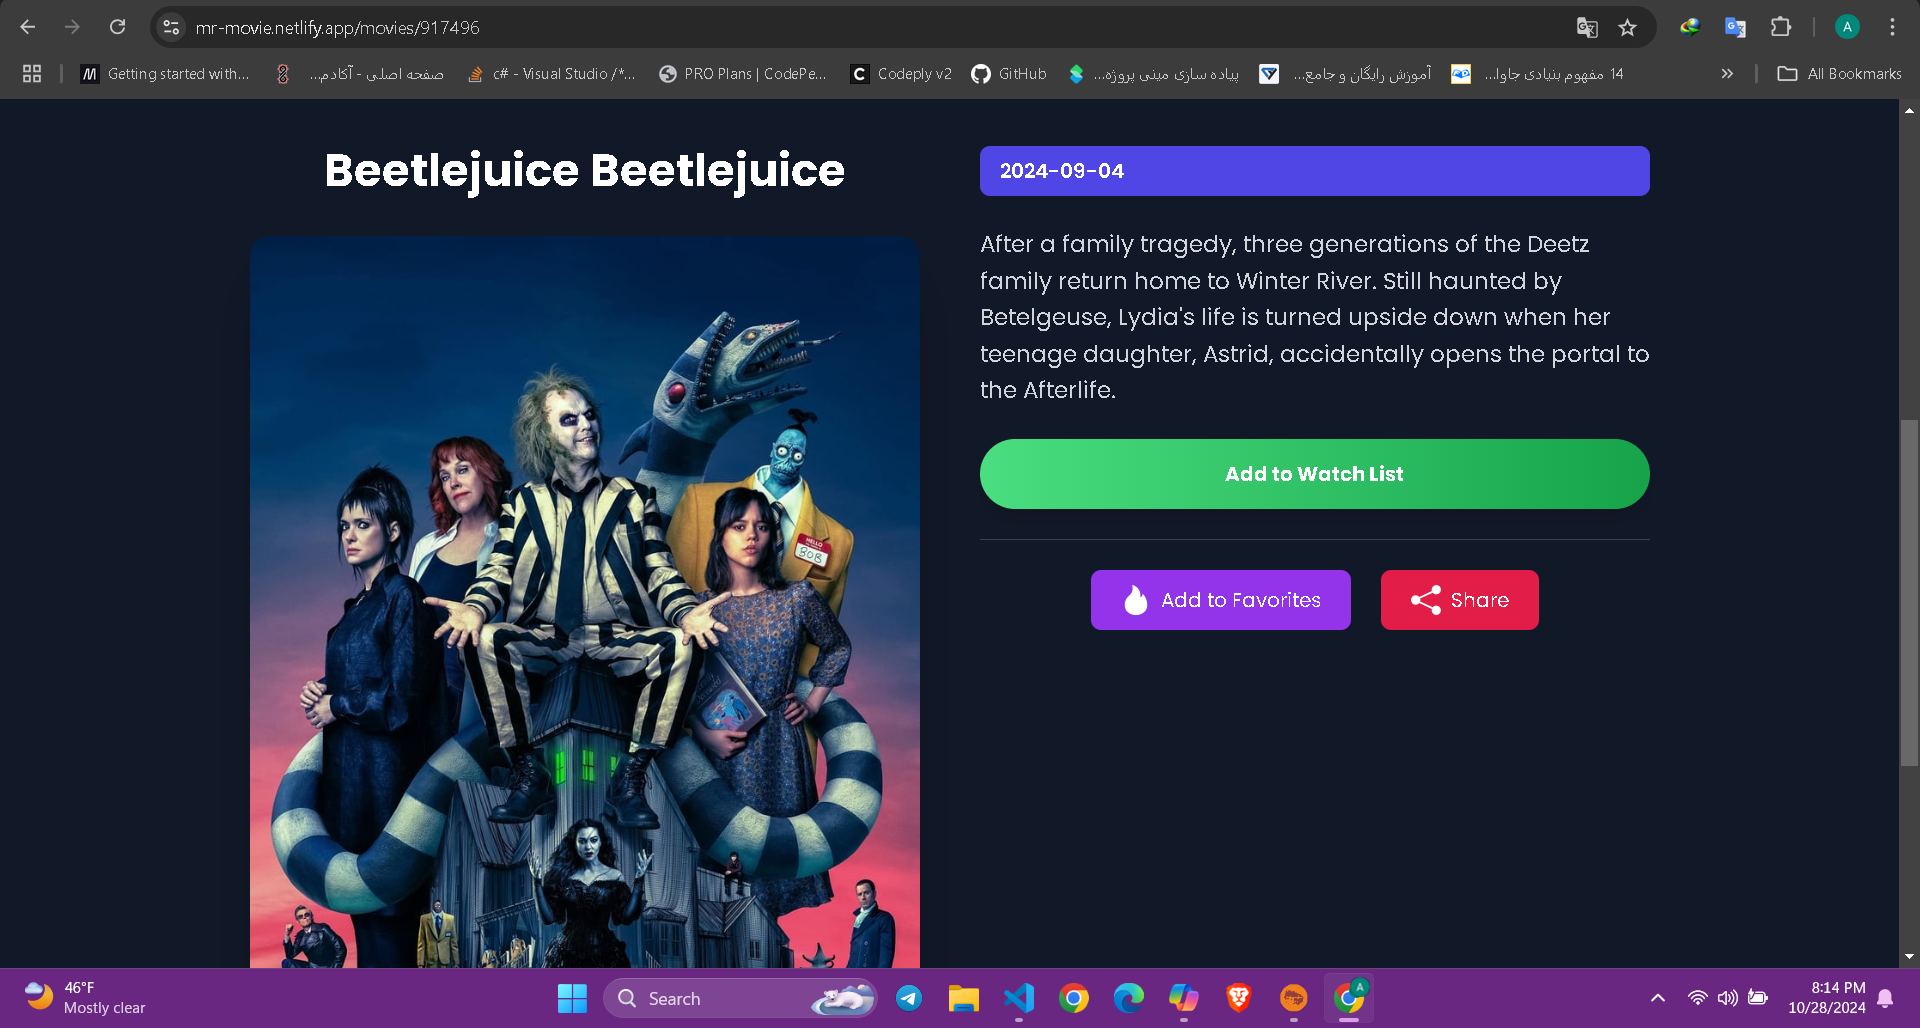 mr-movie.netlify.app/movies/917496
A
Getting started with...
صفحه اصلی - آکادم...
c# - Visual Studio /*...
PRO Plans | CodePe...
C
Codeply v2
GitHub
پیاده سازی مینی پروژه...
آموزش رایگان و جامع...
14 مفهوم بنیادی جاوا...
All Bookmarks
Beetlejuice Beetlejuice
2024-09-04
After a family tragedy, three generations of the Deetz
family return home to Winter River. Still haunted by
Betelgeuse, Lydia's life is turned upside down when her
teenage daughter, Astrid, accidentally opens the portal to
the Afterlife.
Add to Watch List
Add to Favorites
Share
HELLO
BOB
46°F
Mostly clear
Search
A
8:14 PM
10/28/2024